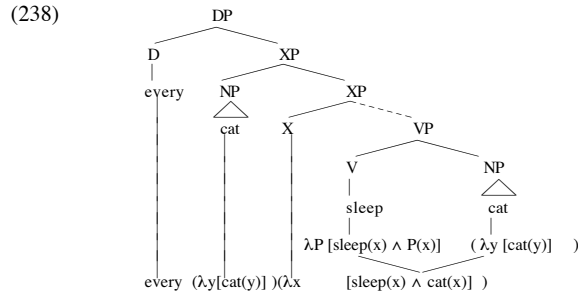 (238)
DP
D XP
every NP XP
cat X VP
V NP
sleep cat
λP [sleep(x) ∧ P(x)] ( λy [cat(y)] )
every (λy[cat(y)] )(λx [sleep(x) ∧ cat(x)] )